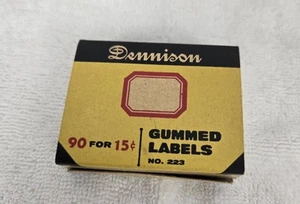 Dennison
90 FOR 15¢
GUMMED
LABELS
NO. 223